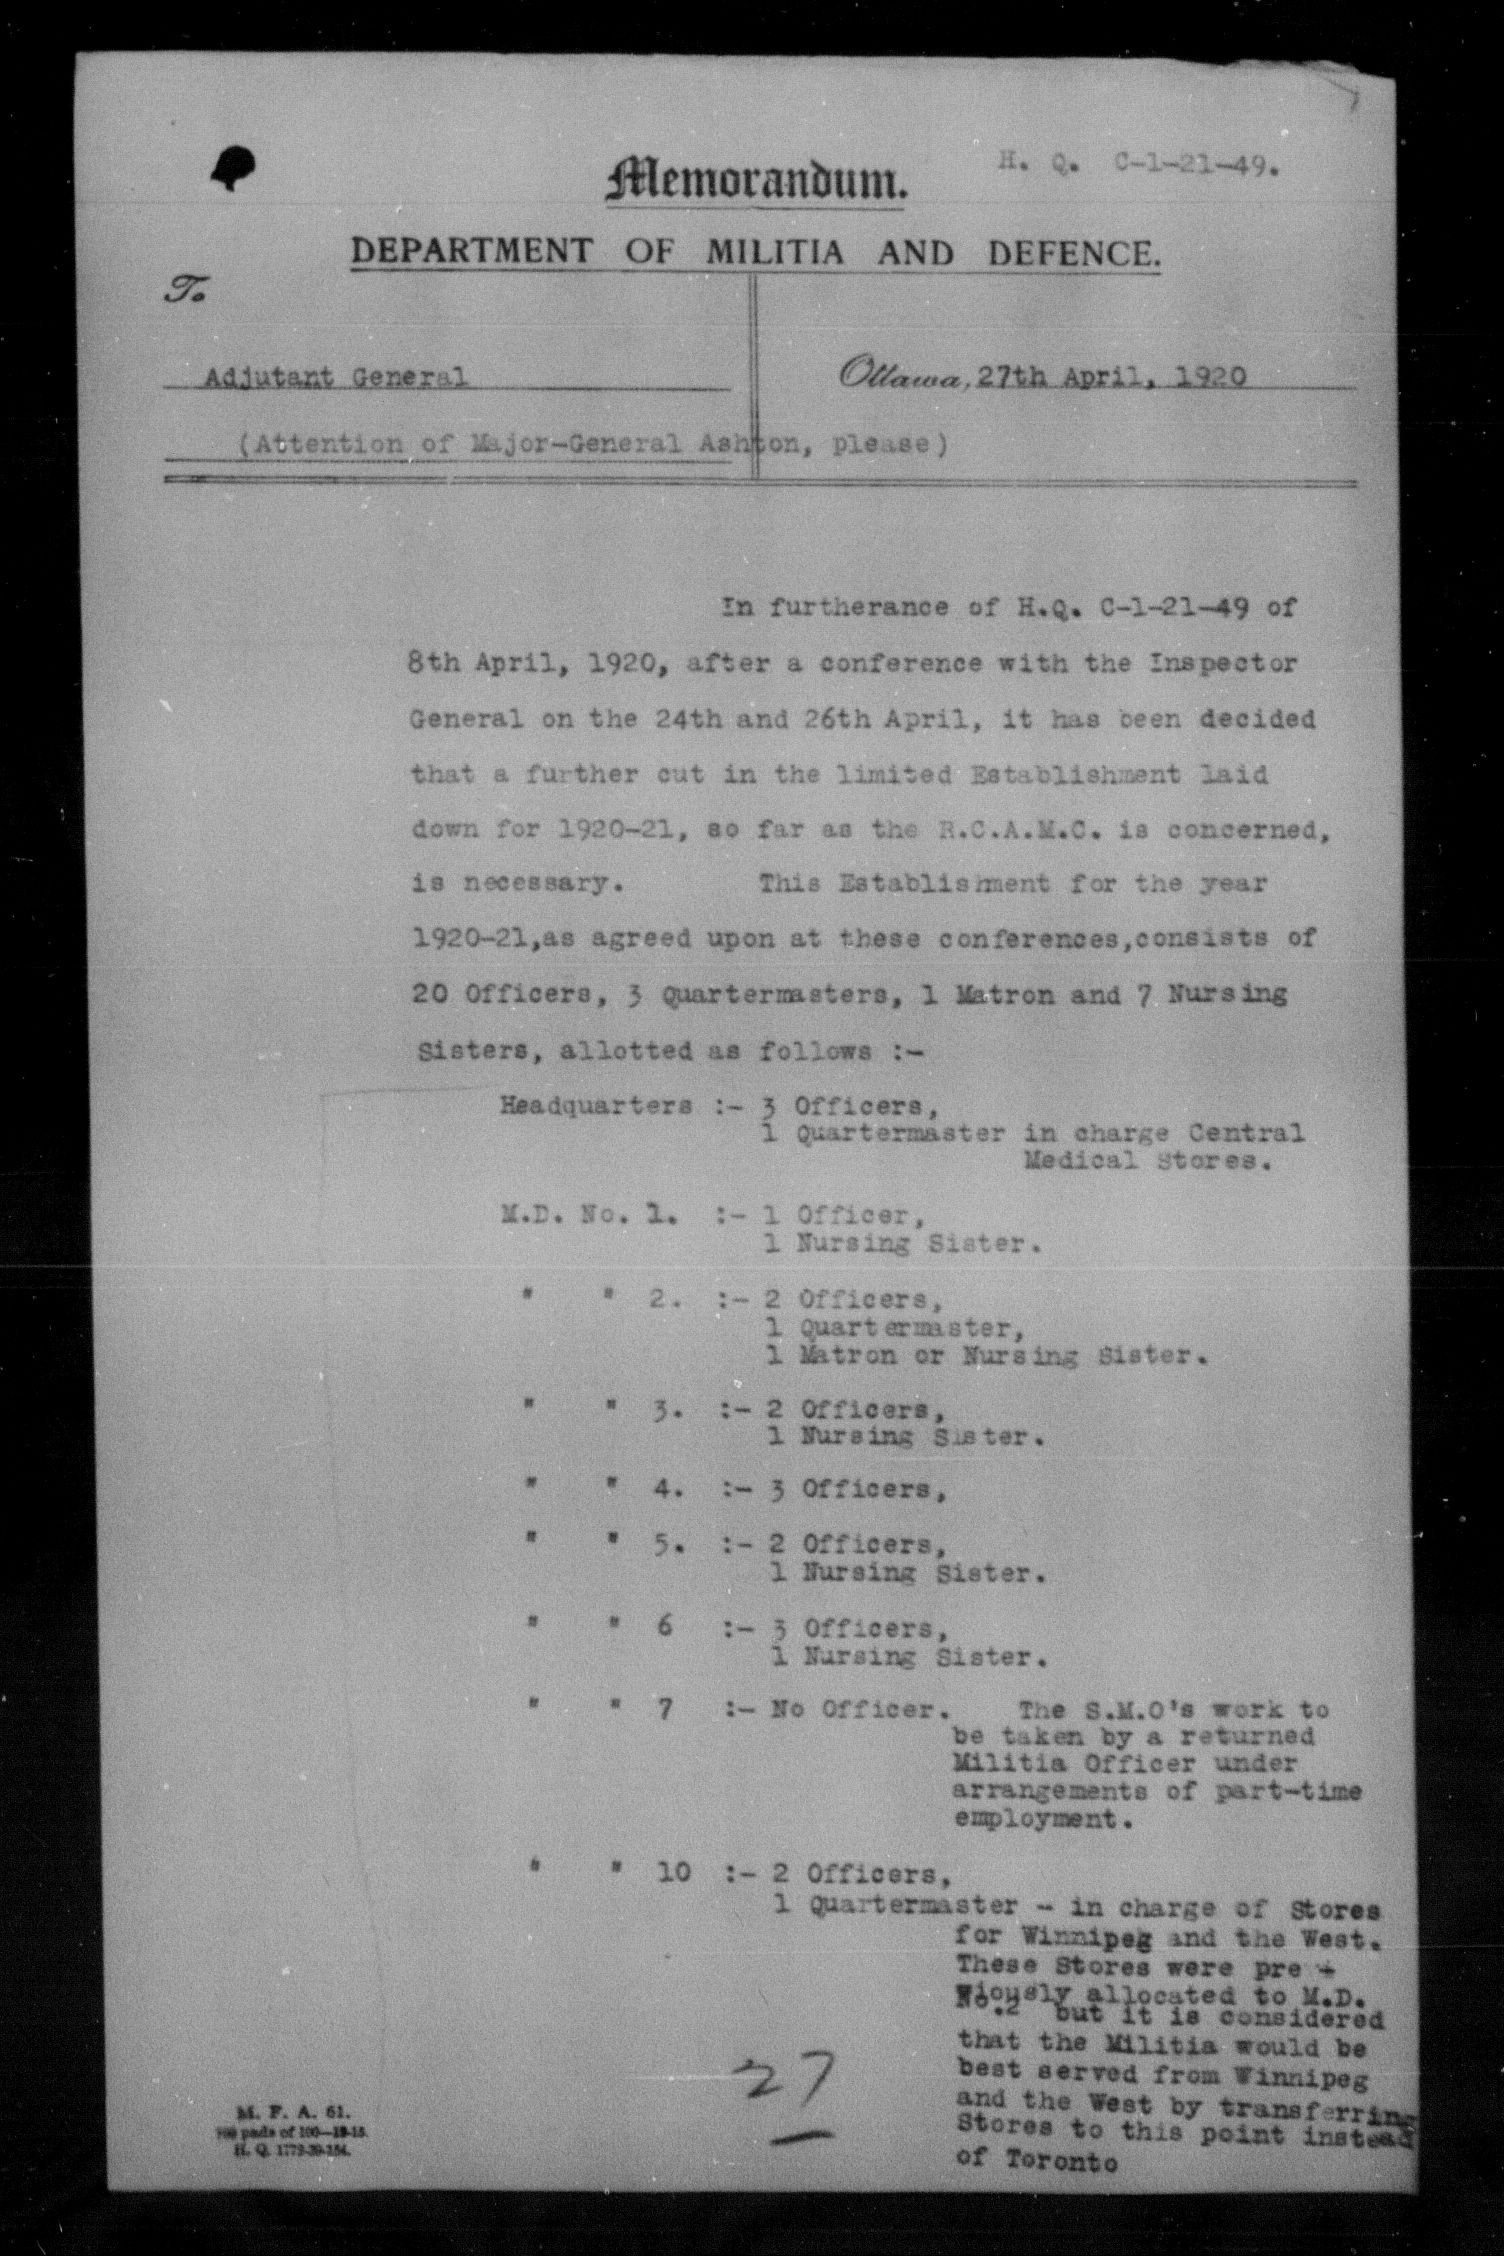 H. Q. C-1-21-49.
Memorandum.
DEPARTMENT OF MILITIA AND DEFENCE.
To
Adjutant General
Ottawa, 27th April, 1920
(Attention of Major-General Ashton, please)
In furtherance of H.Q. C-1-21-49 of
8th April, 1920, after a conference with the Inspector
General on the 24th and 26th April, it has been decided
that a further cut in the limited Establishment laid
down for 1920-21, so far as the R.C.A.M.C. is concerned,
is necessary. This Establishment for the year
1920-21,as agreed upon at these conferences,consists of
20 Officers, 3 Quartermasters, 1 Matron and 7 Nursing
Sisters, allotted as follows :-
Headquarters :- 3 Officers,
1 Quartermaster in charge Central
Medical Stores.
M.D. No. 1. :- 1 Officer,
1 Nursing Sister.
" " 2. :- 2 Officers,
1 Quartermaster,
1 Matron or Nursing Sister.
" " 3. :- 2 Officers,
1 Nursing Sister.
" " 4. :- 3 Officers,
" " 5. :- 2 Officers,
1 Nursing Sister.
" " 6 :- 3 Officers,
1 Nursing Sister.
" " 7 :- No Officer. The S.M.O's work to
be taken by a returned
Militia Officer under
arrangements of part-time
employment.
" " 10 :- 2 Officers,
1 Quartermaster - in charge of Stores
for Winnipeg and the West.
These Stores were pre -
viously allocated to M.D.
No.2 but it is considered
that the Militia would be
best served from Winnipeg
and the West by transferring
Stores to this point instead
of Toronto
27
M. F. A. 61.
pads of 100
H. Q. 1772-39-154.